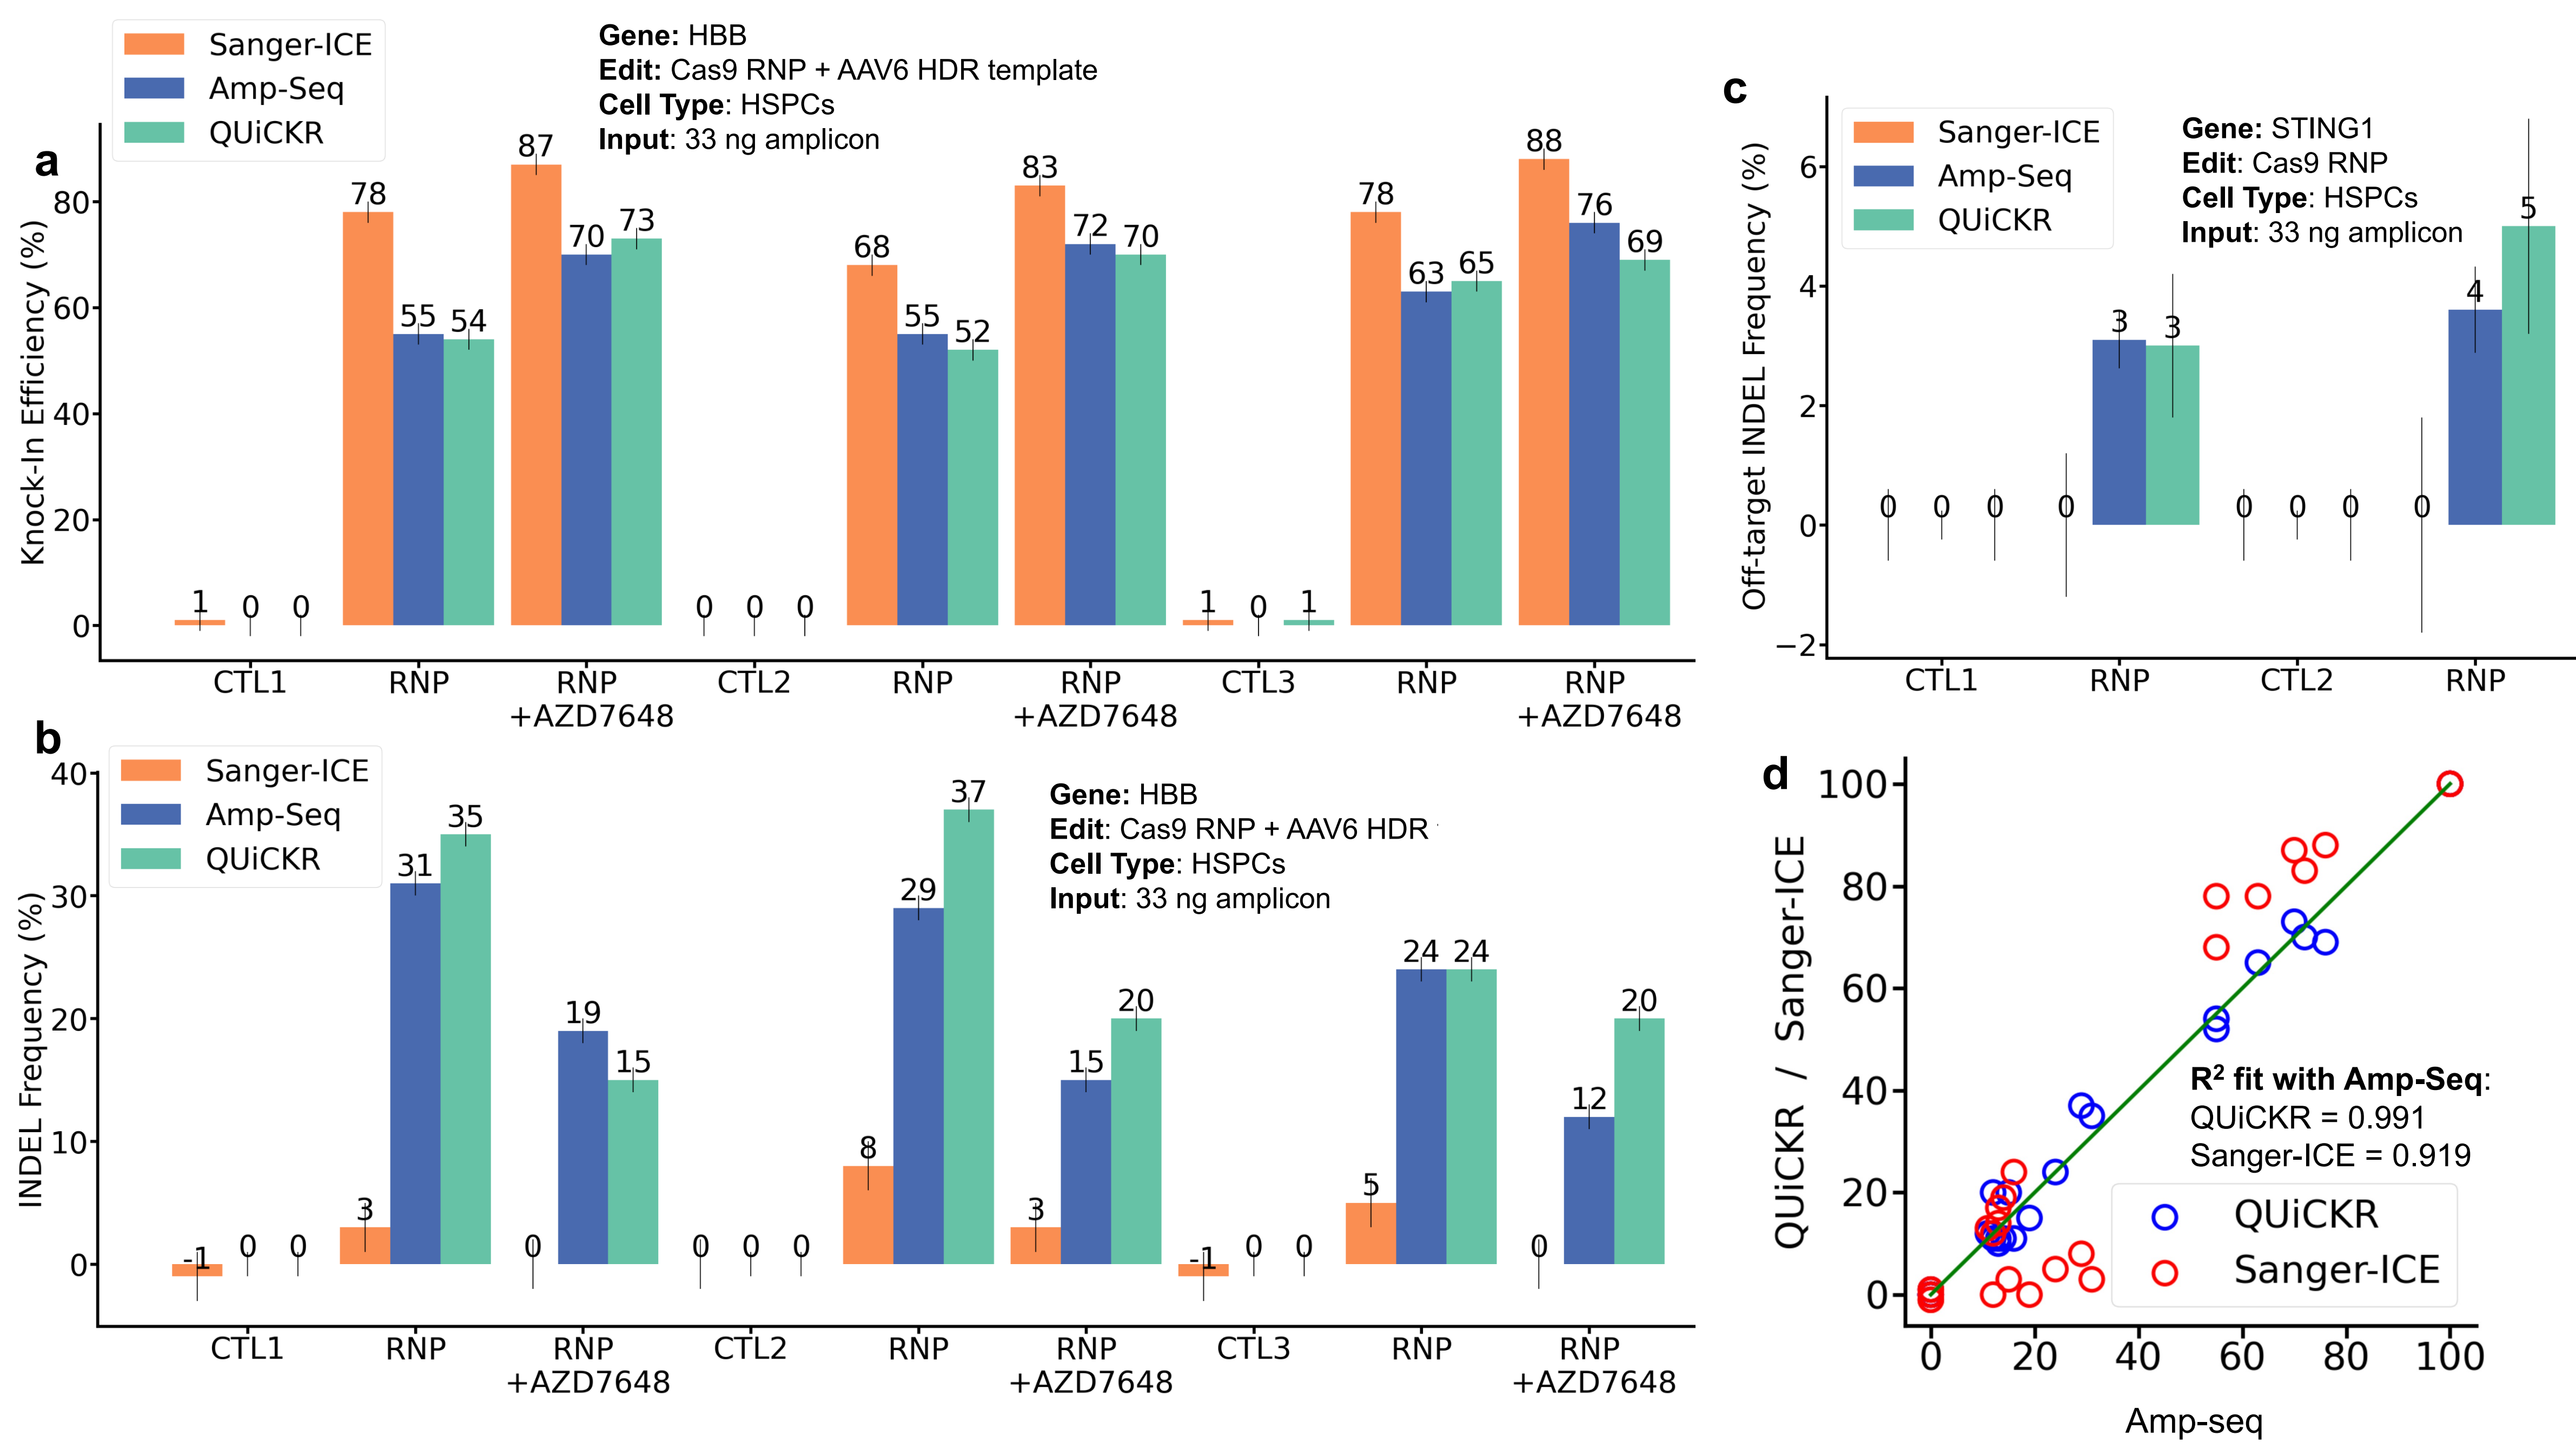 a
Sanger-ICE
Amp-Seq
QUiCKR
Gene: HBB
Edit: Cas9 RNP + AAV6 HDR template
Cell Type: HSPCs
Input: 33 ng amplicon
Knock-In Efficiency (%)
80
60
40
20
0
1 0 0 78 55 54 87 70 73 0 0 0 68 55 52 83 72 70 1 0 1 78 63 65 88 76 69
CTL1 RNP RNP CTL2 RNP RNP CTL3 RNP RNP
+AZD7648 +AZD7648 +AZD7648
b
Sanger-ICE
Amp-Seq
QUiCKR
Gene: HBB
Edit: Cas9 RNP + AAV6 HDR
Cell Type: HSPCs
Input: 33 ng amplicon
INDEL Frequency (%)
40
30
20
10
0
-1 0 0 3 31 35 0 19 15 0 0 0 8 29 37 3 15 20 -1 0 0 5 24 24 0 12 20
CTL1 RNP RNP CTL2 RNP RNP CTL3 RNP RNP
+AZD7648 +AZD7648 +AZD7648
c
Sanger-ICE
Amp-Seq
QUiCKR
Gene: STING1
Edit: Cas9 RNP
Cell Type: HSPCs
Input: 33 ng amplicon
Off-target INDEL Frequency (%)
6
4
2
0
−2
0 0 0 0 3 3 0 0 0 0 4 5
CTL1 RNP CTL2 RNP
d
QUiCKR / Sanger-ICE
100
80
60
40
20
0
R² fit with Amp-Seq:
QUiCKR = 0.991
Sanger-ICE = 0.919
QUiCKR
Sanger-ICE
0 20 40 60 80 100
Amp-seq